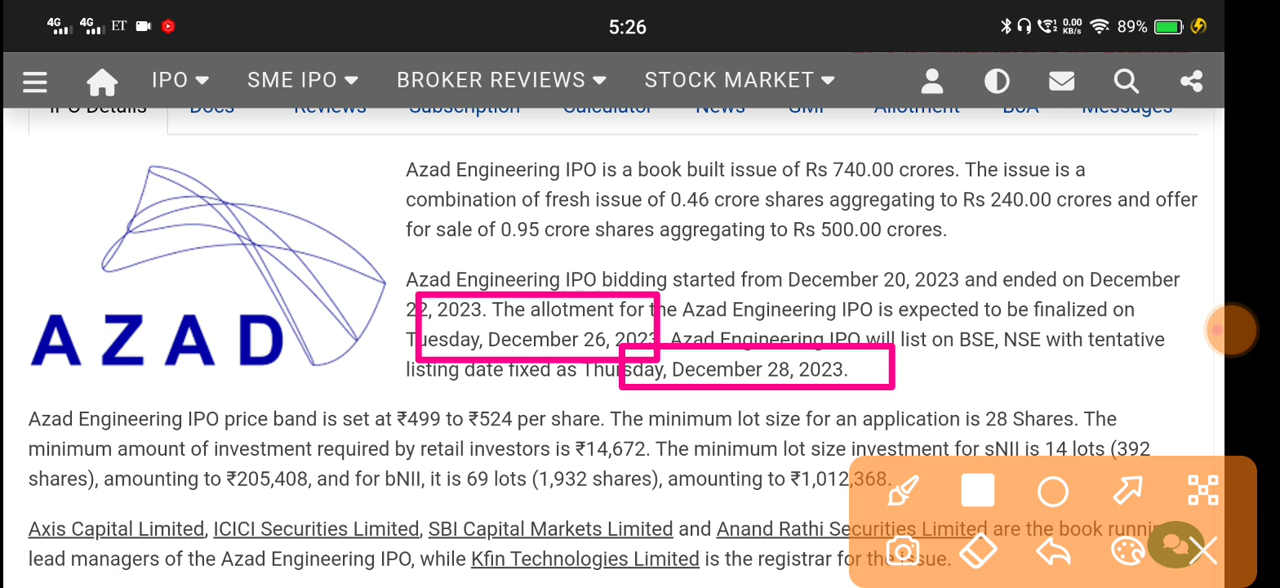 4G 4G ET 5:26 0.00 KB/s 89%
IPO SME IPO BROKER REVIEWS STOCK MARKET
IPO Details Docs Reviews Subscription Calculator News GMP Allotment BoA Messages
Azad Engineering IPO is a book built issue of Rs 740.00 crores. The issue is a
combination of fresh issue of 0.46 crore shares aggregating to Rs 240.00 crores and offer
for sale of 0.95 crore shares aggregating to Rs 500.00 crores.
Azad Engineering IPO bidding started from December 20, 2023 and ended on December
22, 2023. The allotment for the Azad Engineering IPO is expected to be finalized on
Tuesday, December 26, 2023. Azad Engineering IPO will list on BSE, NSE with tentative
listing date fixed as Thursday, December 28, 2023.
AZAD
Azad Engineering IPO price band is set at ₹499 to ₹524 per share. The minimum lot size for an application is 28 Shares. The
minimum amount of investment required by retail investors is ₹14,672. The minimum lot size investment for sNII is 14 lots (392
shares), amounting to ₹205,408, and for bNII, it is 69 lots (1,932 shares), amounting to ₹1,012,368.
Axis Capital Limited, ICICI Securities Limited, SBI Capital Markets Limited and Anand Rathi Securities Limited are the book running
lead managers of the Azad Engineering IPO, while Kfin Technologies Limited is the registrar for the issue.